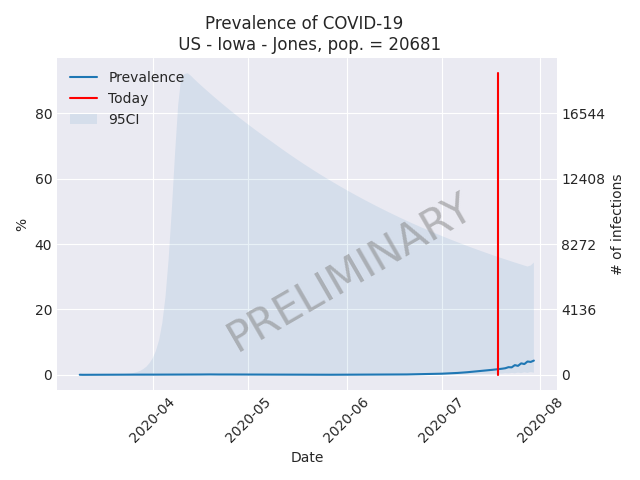 Prevalence of COVID-19
US - Iowa - Jones, pop. = 20681
Prevalence
Today
95CI
80
60
40
20
0
%
16544
12408
8272
4136
0
# of infections
PRELIMINARY
2020-04
2020-05
2020-06
2020-07
2020-08
Date